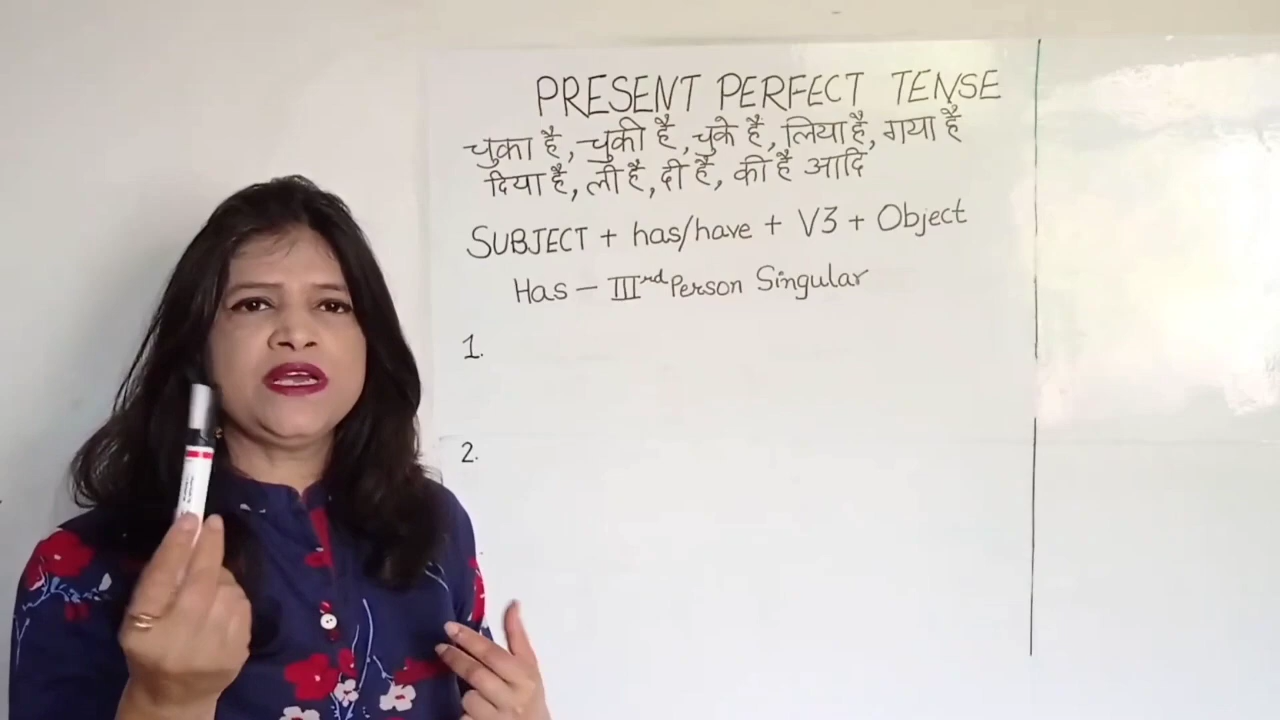 PRESENT PERFECT TENSE
चुका है, चुकी है, चुके है, लिया है, गया है
दिया है, ली है, दी है, की है आदि
SUBJECT + has/have + V3 + Object
Has – IIIrd Person Singular
1.
2.